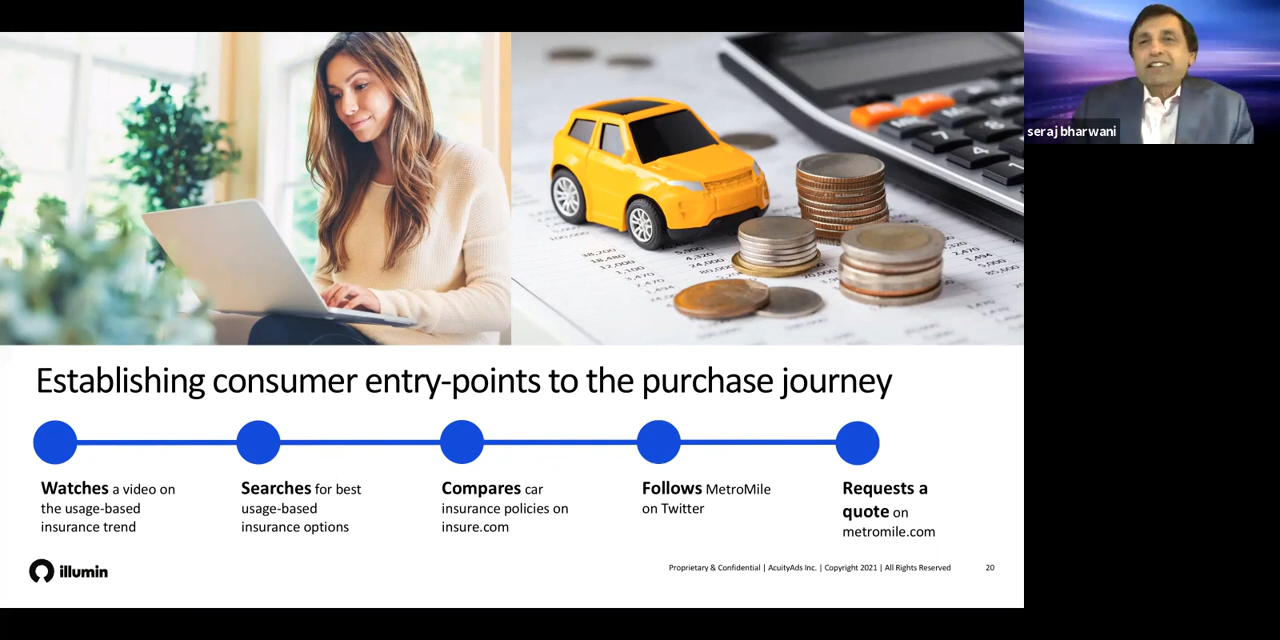 seraj bharwani
Establishing consumer entry-points to the purchase journey
Watches a video on
the usage-based
insurance trend
Searches for best
usage-based
insurance options
Compares car
insurance policies on
insure.com
Follows MetroMile
on Twitter
Requests a
quote on
metromile.com
illumin
Proprietary & Confidential | AcuityAds Inc. | Copyright 2021 | All Rights Reserved
20